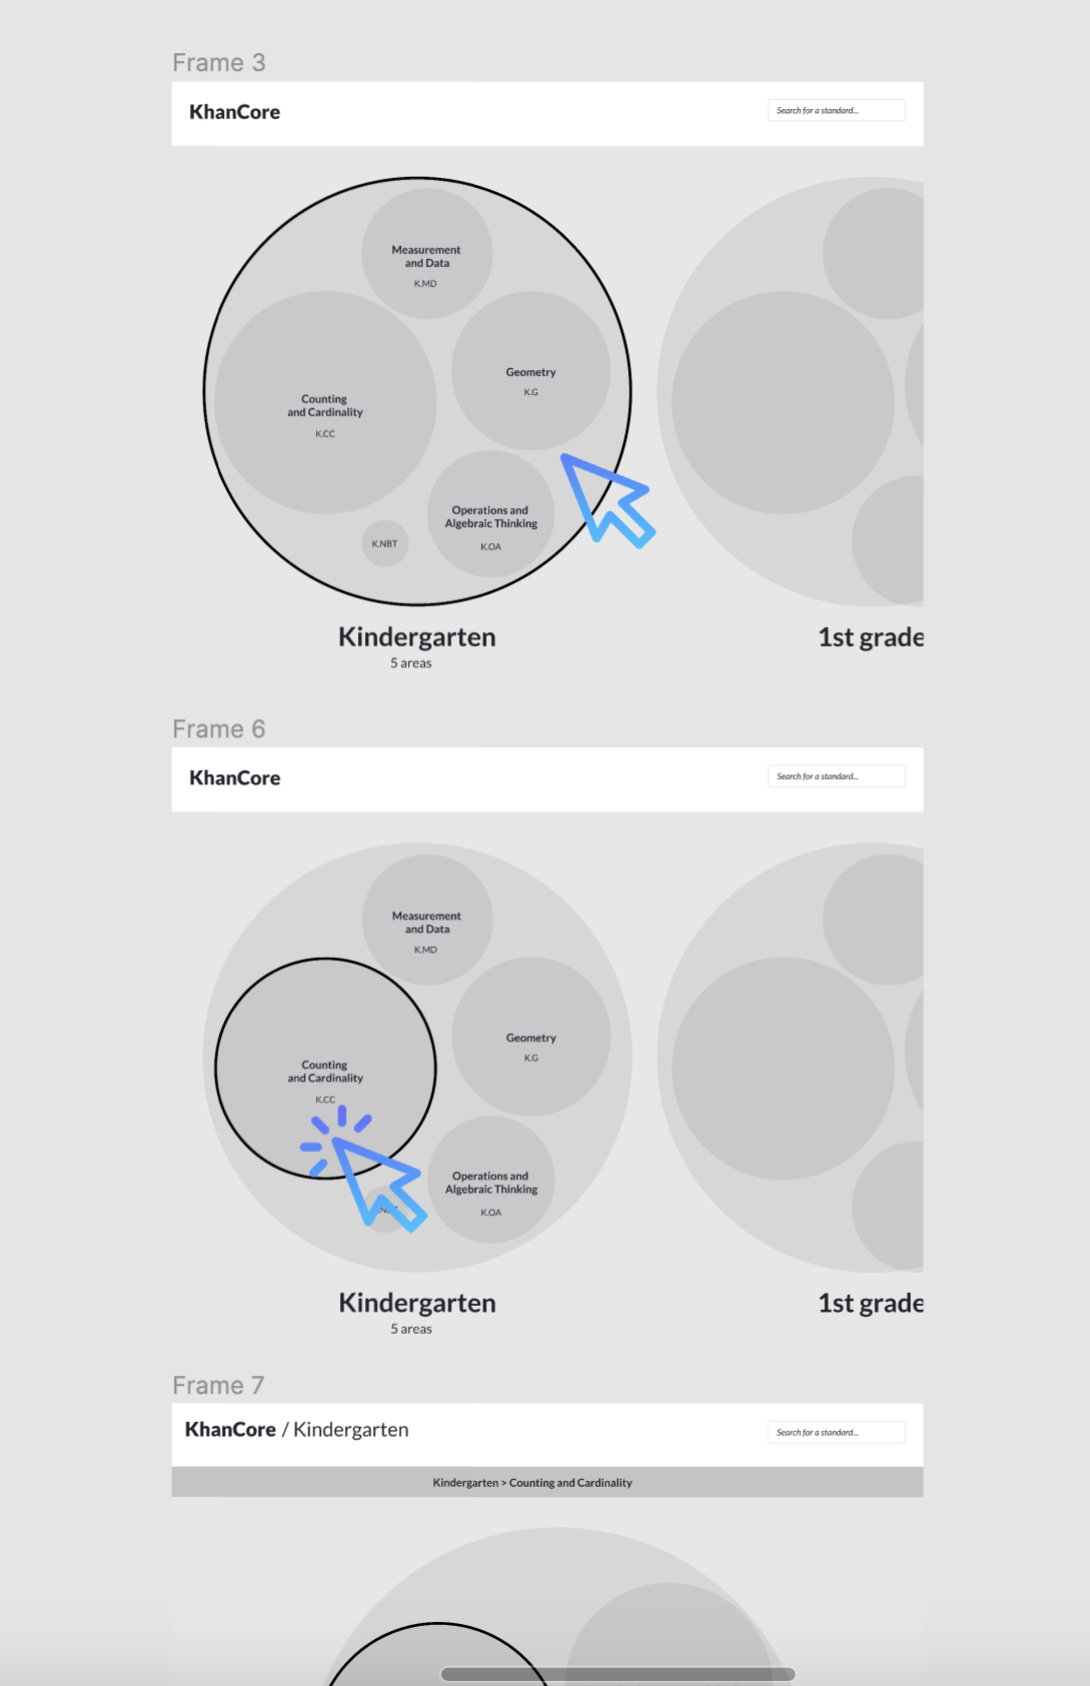 Frame 3
KhanCore
Search for a standard...
Measurement
and Data
K.MD
Geometry
K.G
Counting
and Cardinality
K.CC
Operations and
Algebraic Thinking
K.OA
K.NBT
Kindergarten
5 areas
1st grade
Frame 6
KhanCore
Search for a standard...
Measurement
and Data
K.MD
Geometry
K.G
Counting
and Cardinality
K.CC
Operations and
Algebraic Thinking
K.OA
Kindergarten
5 areas
1st grade
Frame 7
KhanCore / Kindergarten
Search for a standard...
Kindergarten > Counting and Cardinality